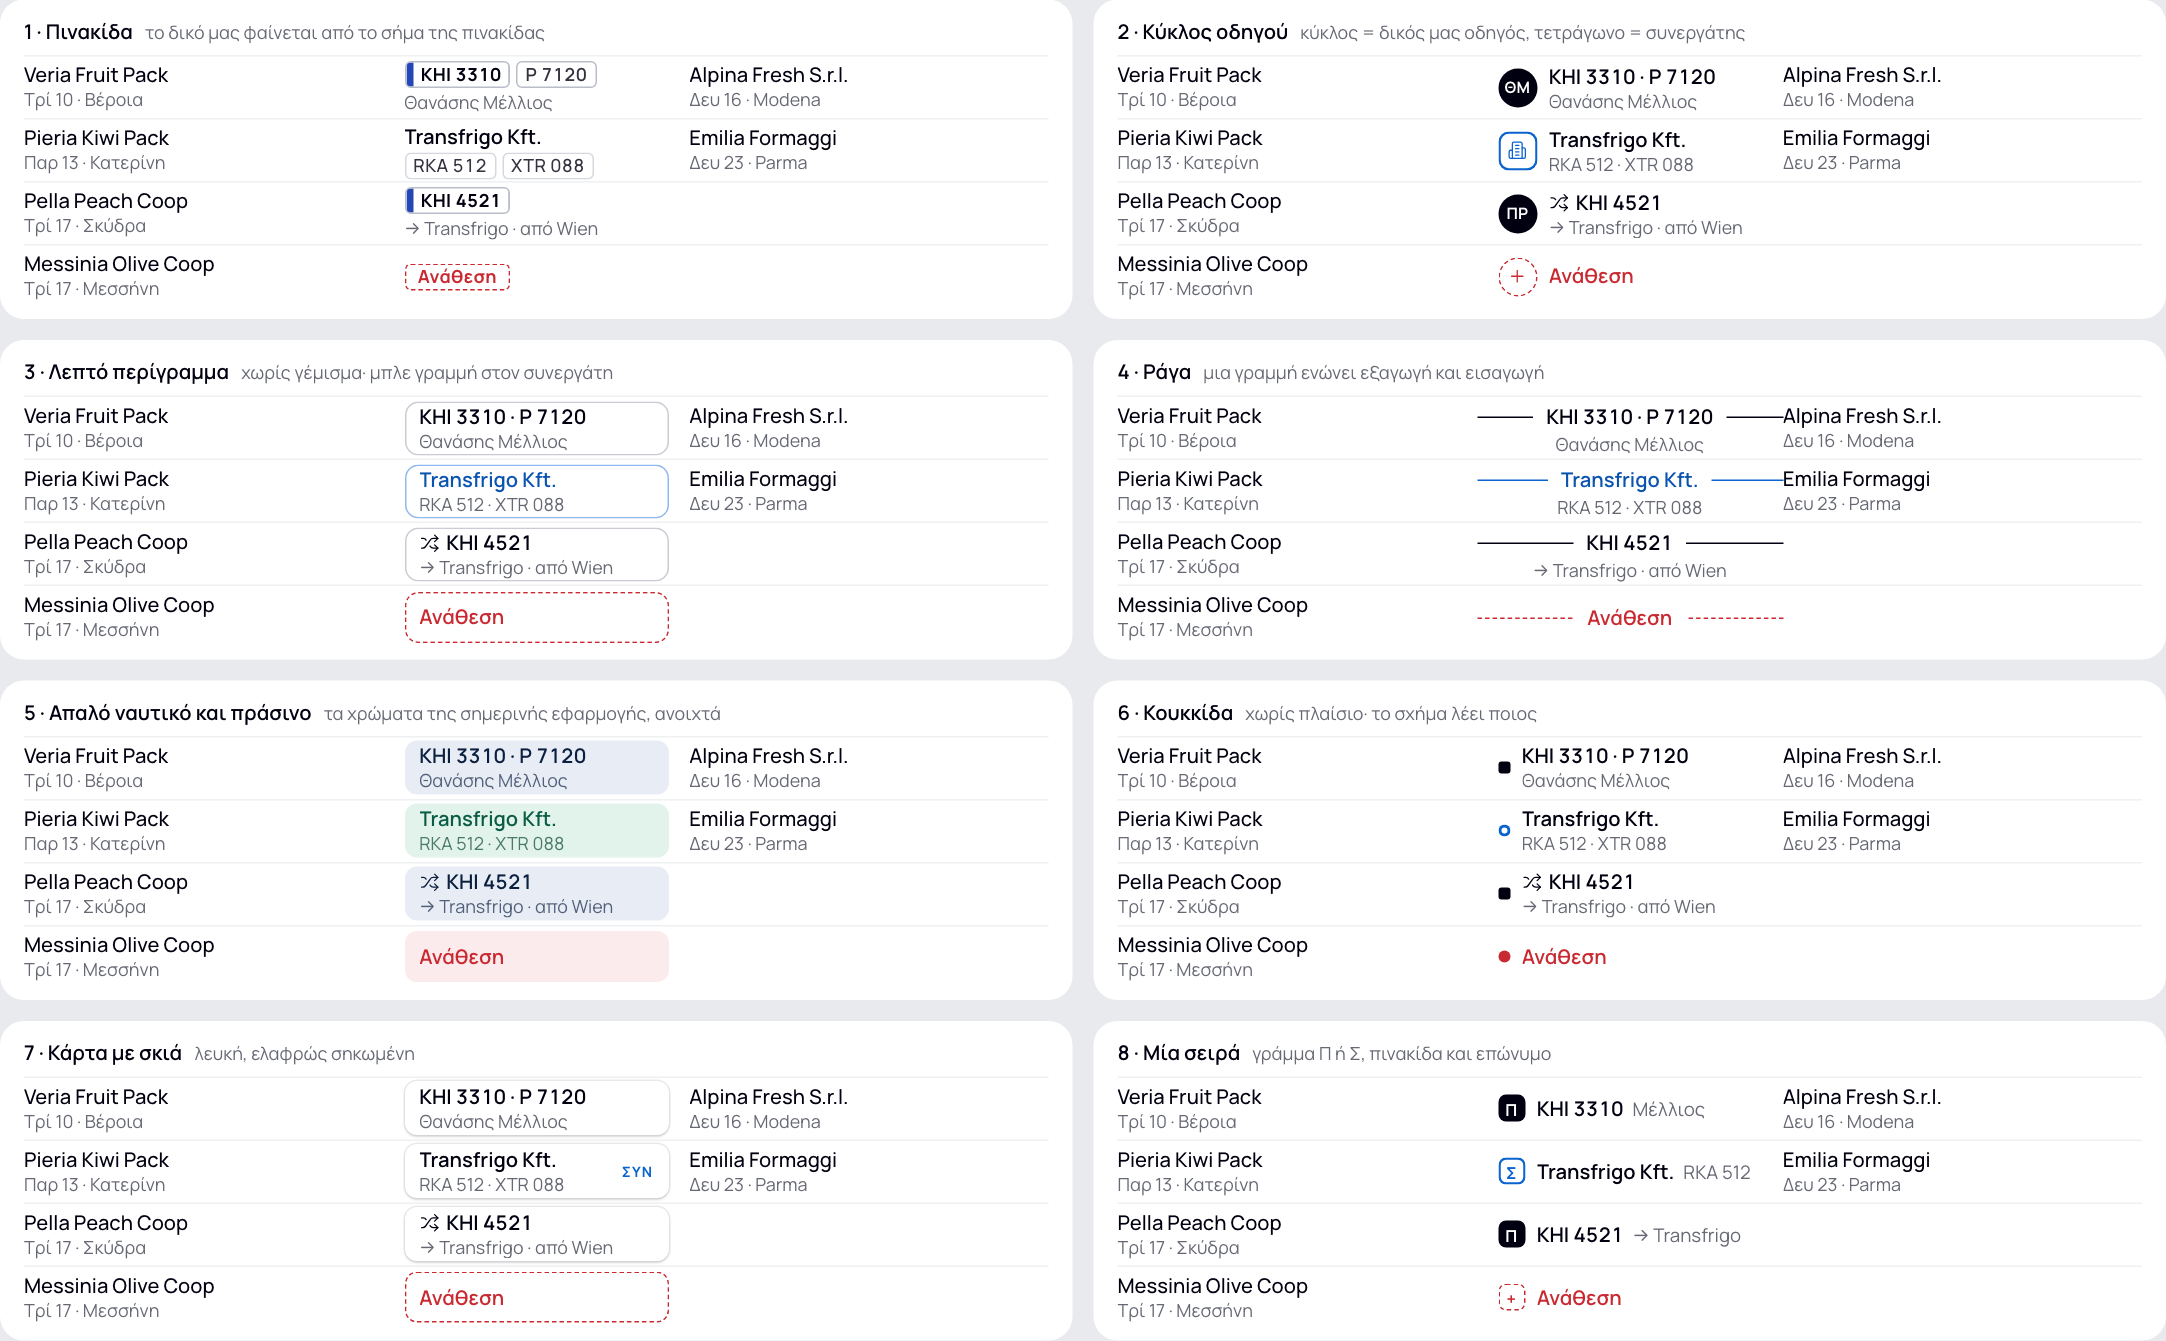 1 · Πινακίδα το δικό μας φαίνεται από το σήμα της πινακίδας
Veria Fruit Pack KHI 3310 P 7120 Alpina Fresh S.r.l.
Τρί 10 · Βέροια Θανάσης Μέλλιος Δευ 16 · Modena
Pieria Kiwi Pack Transfrigo Kft. Emilia Formaggi
Παρ 13 · Κατερίνη RKA 512 XTR 088 Δευ 23 · Parma
Pella Peach Coop KHI 4521
Τρί 17 · Σκύδρα → Transfrigo · από Wien
Messinia Olive Coop Ανάθεση
Τρί 17 · Μεσσήνη
2 · Κύκλος οδηγού κύκλος = δικός μας οδηγός, τετράγωνο = συνεργάτης
Veria Fruit Pack ΘΜ KHI 3310 · P 7120 Alpina Fresh S.r.l.
Τρί 10 · Βέροια Θανάσης Μέλλιος Δευ 16 · Modena
Pieria Kiwi Pack Transfrigo Kft. Emilia Formaggi
Παρ 13 · Κατερίνη RKA 512 · XTR 088 Δευ 23 · Parma
Pella Peach Coop ΠΡ KHI 4521
Τρί 17 · Σκύδρα → Transfrigo · από Wien
Messinia Olive Coop + Ανάθεση
Τρί 17 · Μεσσήνη
3 · Λεπτό περίγραμμα χωρίς γέμισμα· μπλε γραμμή στον συνεργάτη
Veria Fruit Pack KHI 3310 · P 7120 Alpina Fresh S.r.l.
Τρί 10 · Βέροια Θανάσης Μέλλιος Δευ 16 · Modena
Pieria Kiwi Pack Transfrigo Kft. Emilia Formaggi
Παρ 13 · Κατερίνη RKA 512 · XTR 088 Δευ 23 · Parma
Pella Peach Coop KHI 4521
Τρί 17 · Σκύδρα → Transfrigo · από Wien
Messinia Olive Coop Ανάθεση
Τρί 17 · Μεσσήνη
4 · Ράγα μια γραμμή ενώνει εξαγωγή και εισαγωγή
Veria Fruit Pack KHI 3310 · P 7120 Alpina Fresh S.r.l.
Τρί 10 · Βέροια Θανάσης Μέλλιος Δευ 16 · Modena
Pieria Kiwi Pack Transfrigo Kft. Emilia Formaggi
Παρ 13 · Κατερίνη RKA 512 · XTR 088 Δευ 23 · Parma
Pella Peach Coop KHI 4521
Τρί 17 · Σκύδρα → Transfrigo · από Wien
Messinia Olive Coop Ανάθεση
Τρί 17 · Μεσσήνη
5 · Απαλό ναυτικό και πράσινο τα χρώματα της σημερινής εφαρμογής, ανοιχτά
Veria Fruit Pack KHI 3310 · P 7120 Alpina Fresh S.r.l.
Τρί 10 · Βέροια Θανάσης Μέλλιος Δευ 16 · Modena
Pieria Kiwi Pack Transfrigo Kft. Emilia Formaggi
Παρ 13 · Κατερίνη RKA 512 · XTR 088 Δευ 23 · Parma
Pella Peach Coop KHI 4521
Τρί 17 · Σκύδρα → Transfrigo · από Wien
Messinia Olive Coop Ανάθεση
Τρί 17 · Μεσσήνη
6 · Κουκκίδα χωρίς πλαίσιο· το σχήμα λέει ποιος
Veria Fruit Pack KHI 3310 · P 7120 Alpina Fresh S.r.l.
Τρί 10 · Βέροια Θανάσης Μέλλιος Δευ 16 · Modena
Pieria Kiwi Pack Transfrigo Kft. Emilia Formaggi
Παρ 13 · Κατερίνη RKA 512 · XTR 088 Δευ 23 · Parma
Pella Peach Coop KHI 4521
Τρί 17 · Σκύδρα → Transfrigo · από Wien
Messinia Olive Coop Ανάθεση
Τρί 17 · Μεσσήνη
7 · Κάρτα με σκιά λευκή, ελαφρώς σηκωμένη
Veria Fruit Pack KHI 3310 · P 7120 Alpina Fresh S.r.l.
Τρί 10 · Βέροια Θανάσης Μέλλιος Δευ 16 · Modena
Pieria Kiwi Pack Transfrigo Kft. ΣΥΝ Emilia Formaggi
Παρ 13 · Κατερίνη RKA 512 · XTR 088 Δευ 23 · Parma
Pella Peach Coop KHI 4521
Τρί 17 · Σκύδρα → Transfrigo · από Wien
Messinia Olive Coop Ανάθεση
Τρί 17 · Μεσσήνη
8 · Μία σειρά γράμμα Π ή Σ, πινακίδα και επώνυμο
Veria Fruit Pack Π KHI 3310 Μέλλιος Alpina Fresh S.r.l.
Τρί 10 · Βέροια Δευ 16 · Modena
Pieria Kiwi Pack Σ Transfrigo Kft. RKA 512 Emilia Formaggi
Παρ 13 · Κατερίνη Δευ 23 · Parma
Pella Peach Coop Π KHI 4521 → Transfrigo
Τρί 17 · Σκύδρα
Messinia Olive Coop + Ανάθεση
Τρί 17 · Μεσσήνη